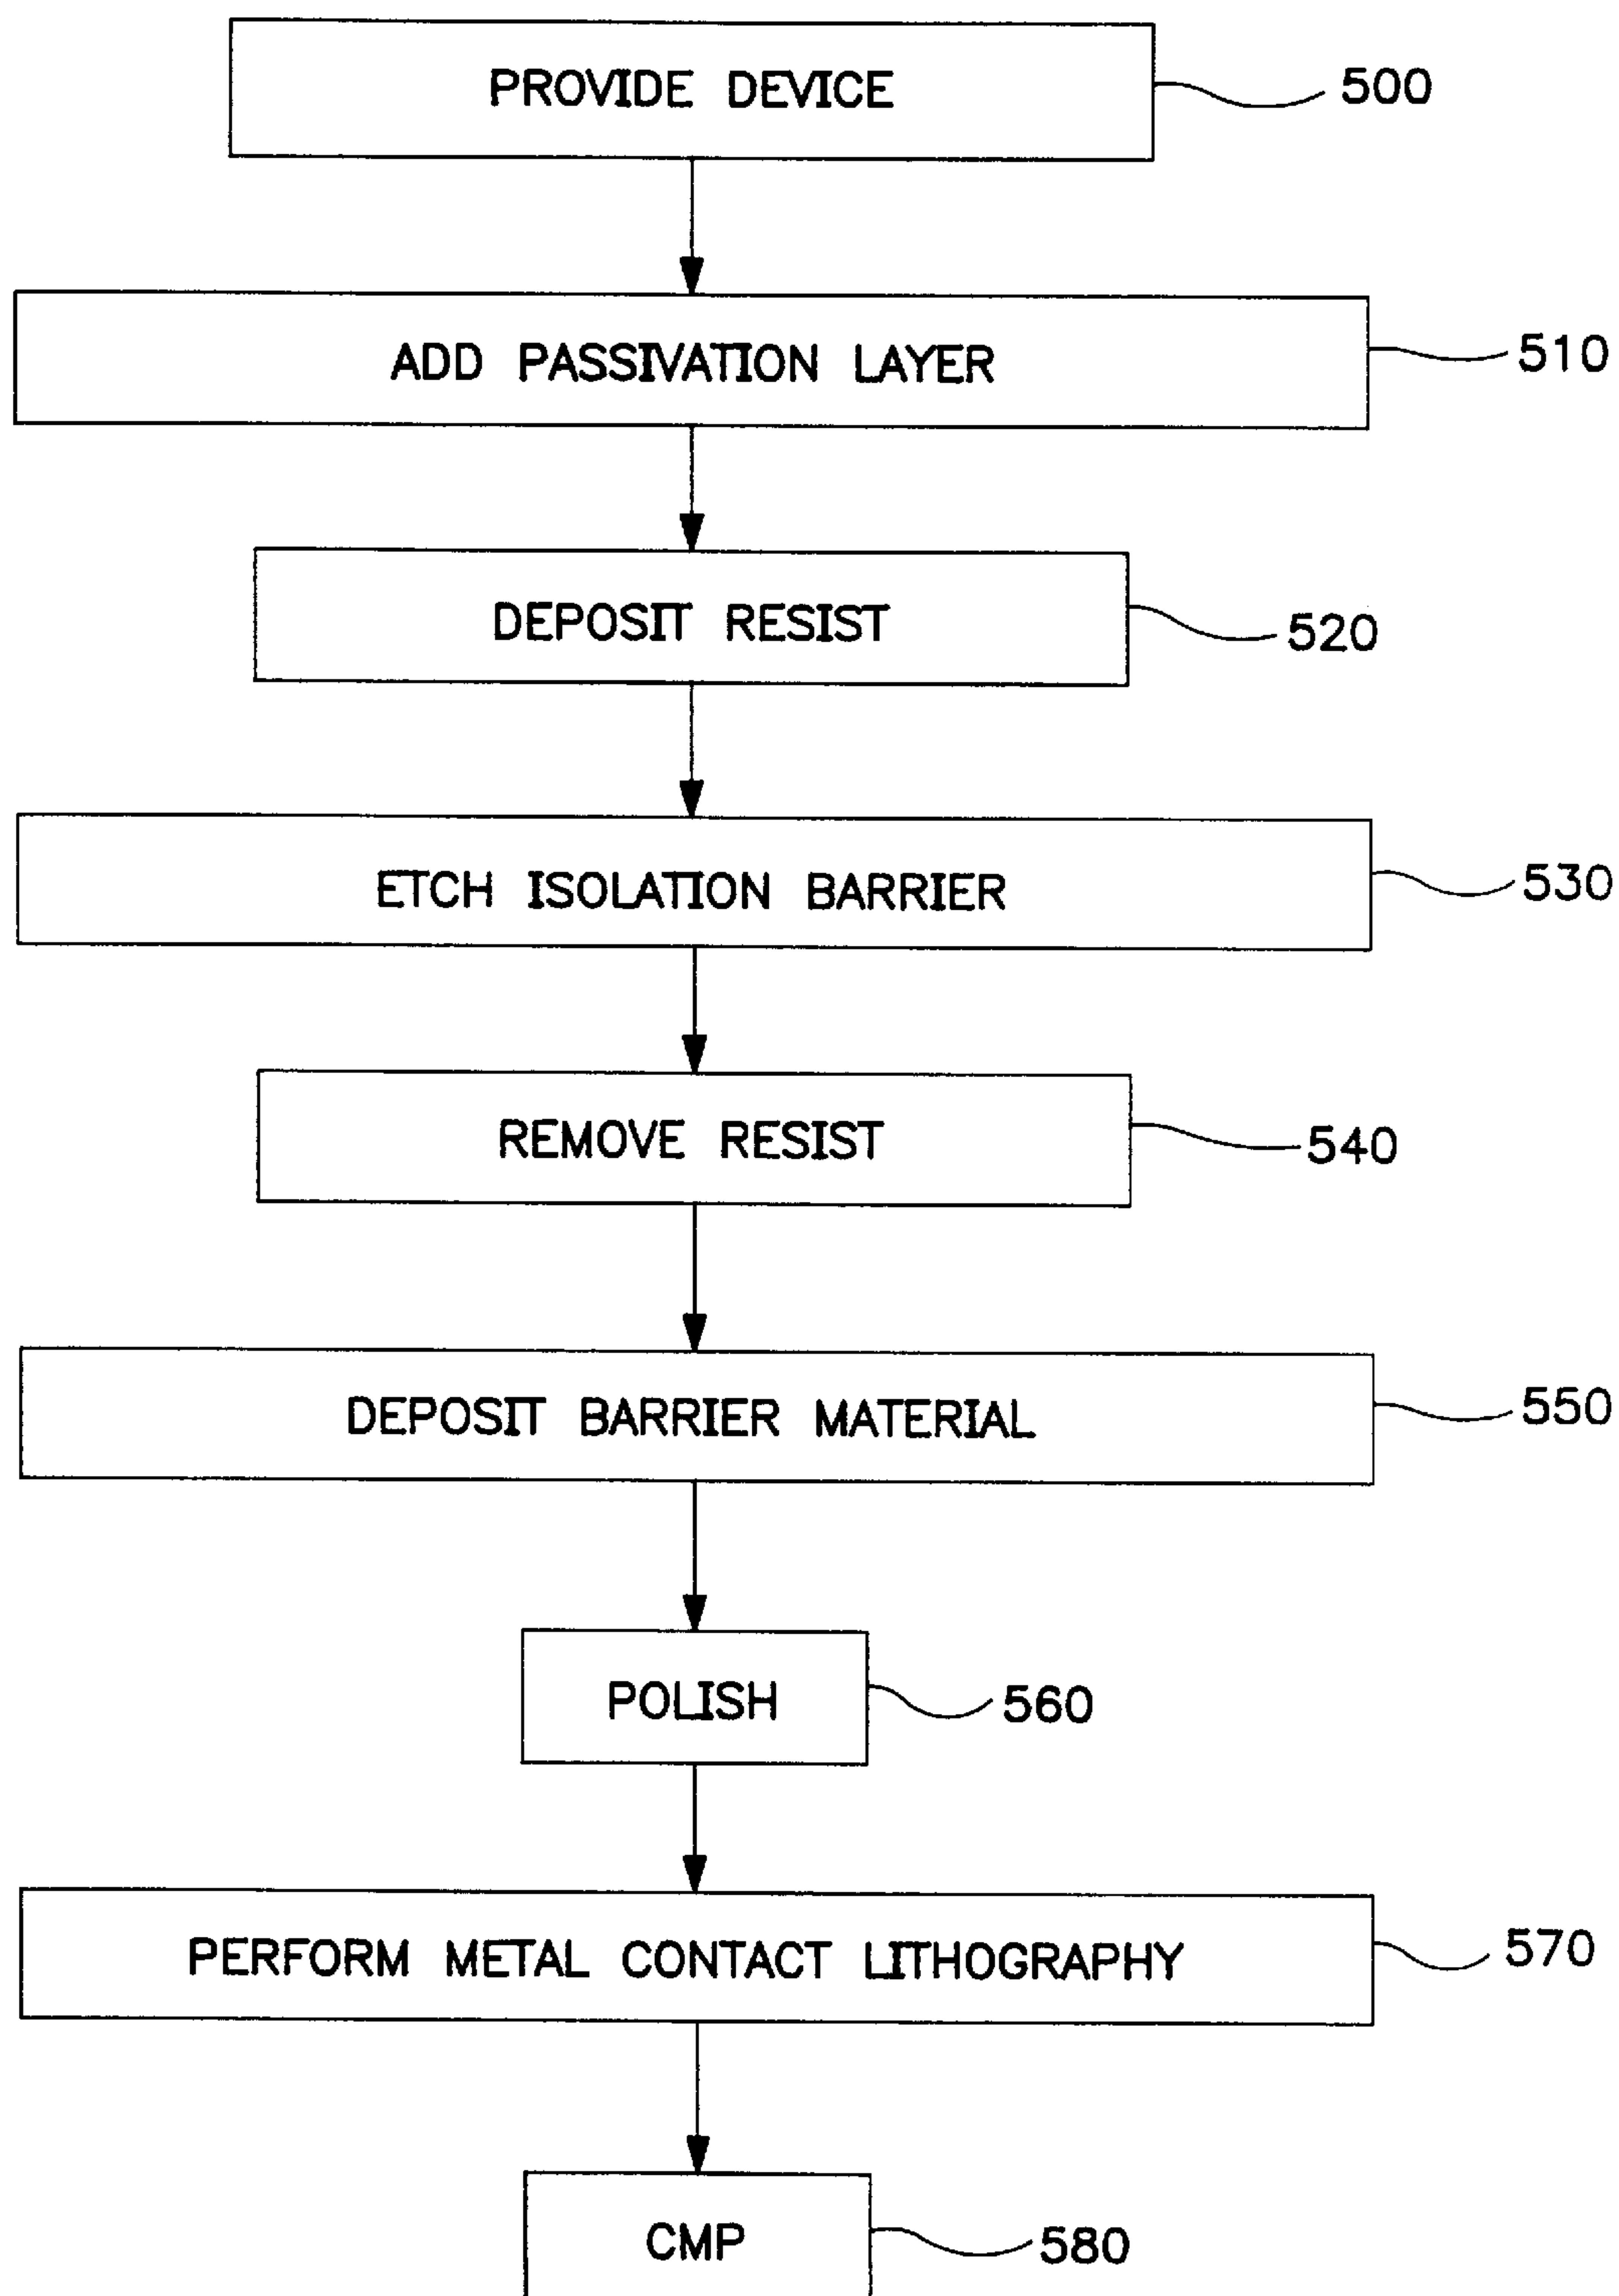 PROVIDE DEVICE 500
ADD PASSIVATION LAYER 510
DEPOSIT RESIST 520
ETCH ISOLATION BARRIER 530
REMOVE RESIST 540
DEPOSIT BARRIER MATERIAL 550
POLISH 560
PERFORM METAL CONTACT LITHOGRAPHY 570
CMP 580